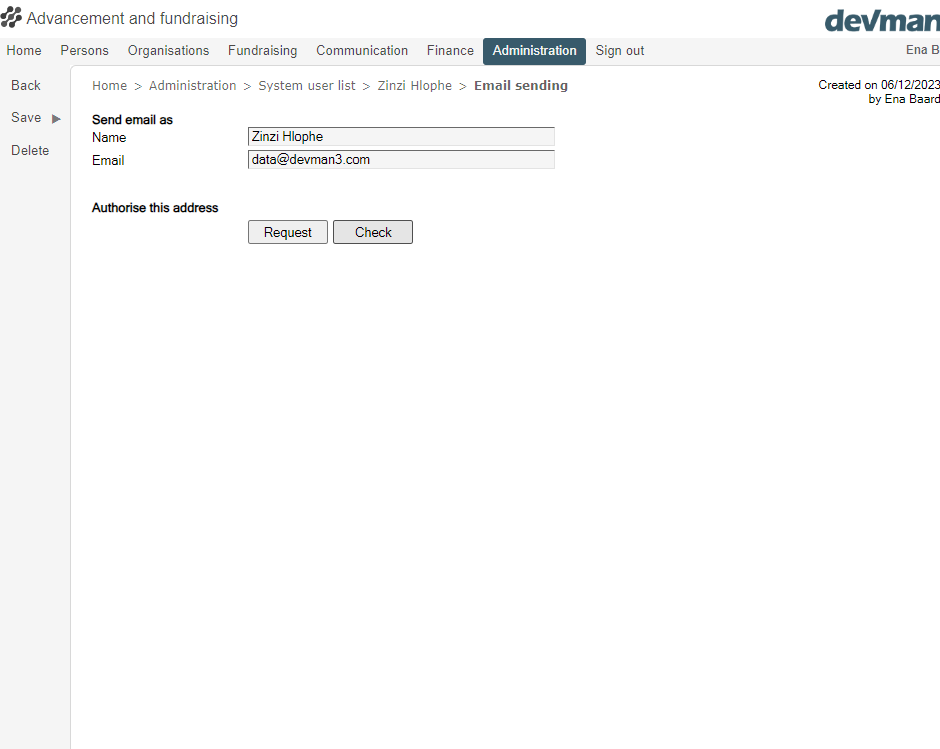 Advancement and fundraising
devman
Home Persons Organisations Fundraising Communication Finance Administration Sign out Ena B
Back
Save
Delete
Home > Administration > System user list > Zinzi Hlophe > Email sending
Created on 06/12/2023
by Ena Baard
Send email as
Name Zinzi Hlophe
Email data@devman3.com
Authorise this address
Request Check